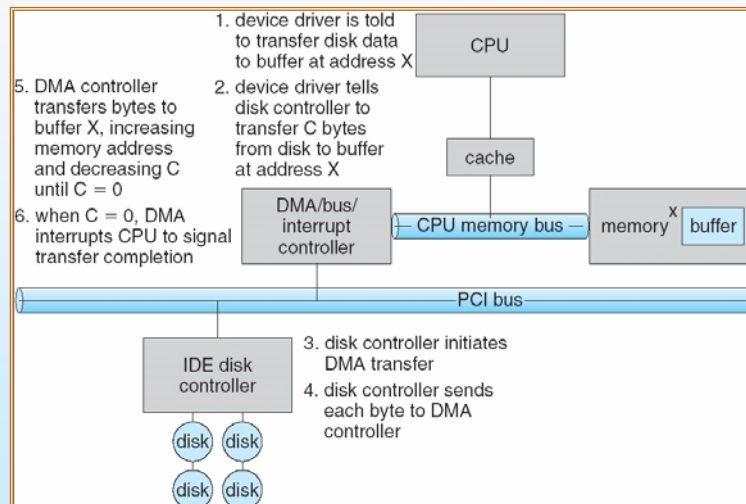 1. device driver is told
to transfer disk data
to buffer at address X
CPU
5. DMA controller
transfers bytes to
buffer X, increasing
memory address
and decreasing C
until C = 0
2. device driver tells
disk controller to
transfer C bytes
from disk to buffer
at address X
cache
6. when C = 0, DMA
interrupts CPU to signal
transfer completion
DMA/bus/
interrupt
controller
CPU memory bus
memory
X
buffer
PCI bus
IDE disk
controller
3. disk controller initiates
DMA transfer
4. disk controller sends
each byte to DMA
controller
disk
disk
disk
disk